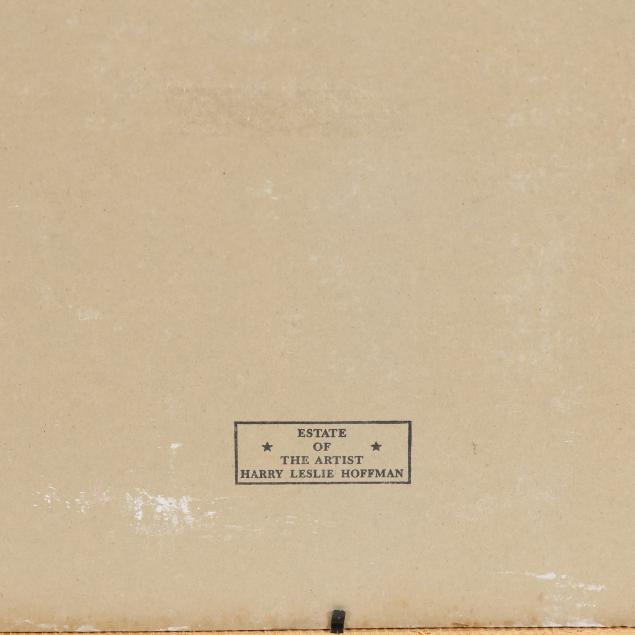 ESTATE
★ OF ★
THE ARTIST
HARRY LESLIE HOFFMAN